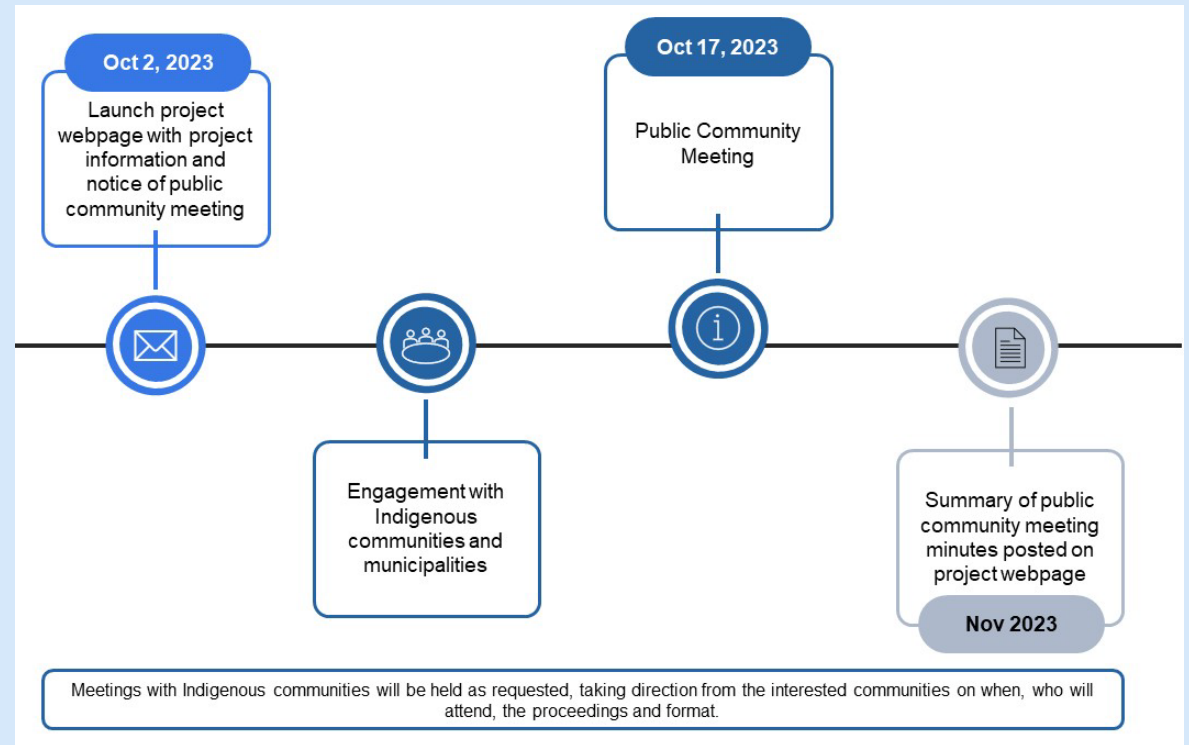 Oct 2, 2023
Launch project
webpage with project
information and
notice of public
community meeting
Engagement with
Indigenous
communities and
municipalities
Oct 17, 2023
Public Community
Meeting
i
Summary of public
community meeting
minutes posted on
project webpage
Nov 2023
Meetings with Indigenous communities will be held as requested, taking direction from the interested communities on when, who will
attend, the proceedings and format.